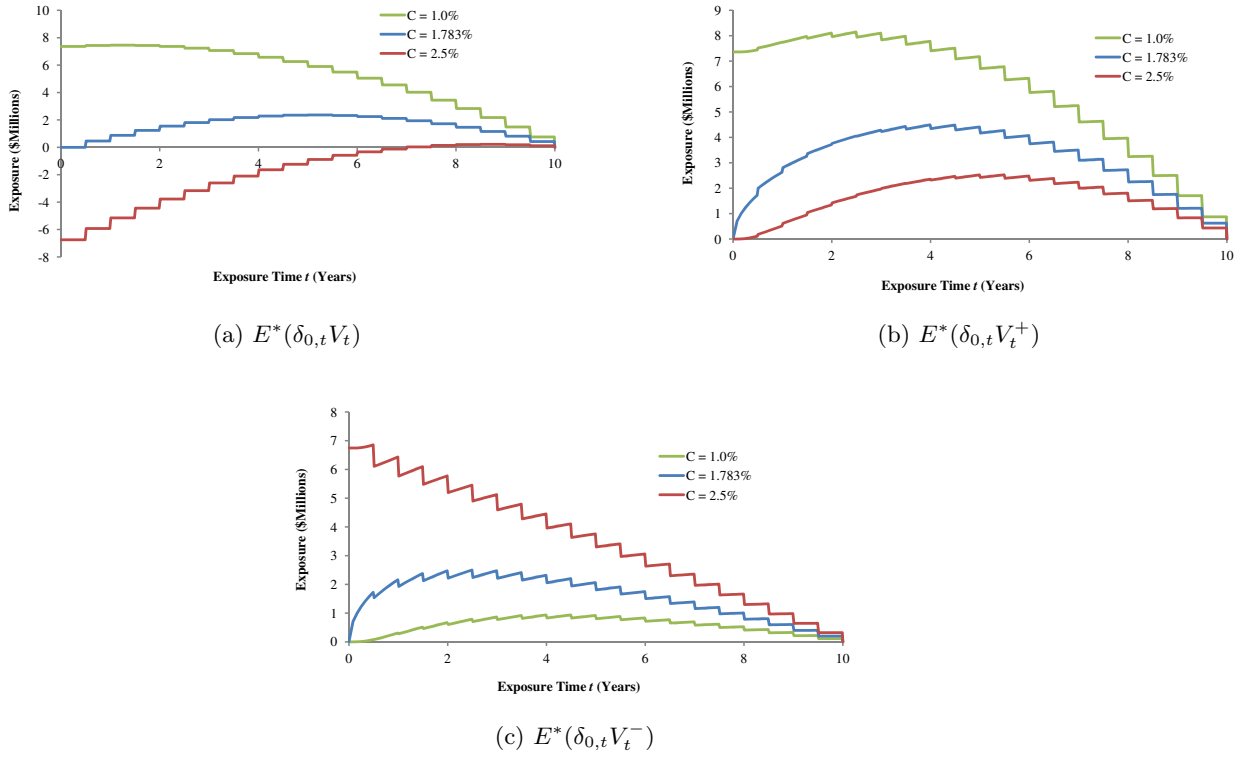 10
8
6
4
2
0
-2
-4
-6
-8
Exposure ($Millions)
0 2 4 6 8 10
C = 1.0%
C = 1.783%
C = 2.5%
Exposure Time t (Years)
(a) E*(δ0,tVt)
9
8
7
6
5
4
3
2
1
0
Exposure ($Millions)
0 2 4 6 8 10
C = 1.0%
C = 1.783%
C = 2.5%
Exposure Time t (Years)
(b) E*(δ0,tVt+)
8
7
6
5
4
3
2
1
0
Exposure ($Millions)
0 2 4 6 8 10
C = 1.0%
C = 1.783%
C = 2.5%
Exposure Time t (Years)
(c) E*(δ0,tVt−)